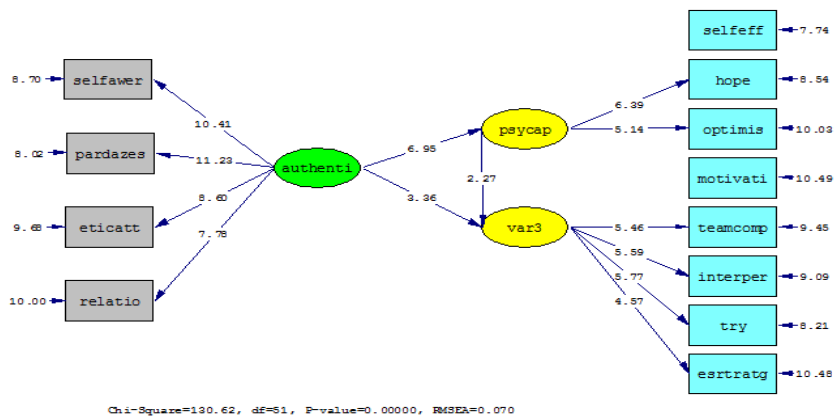 selfeff 7.74
8.70 selfawer
hope 8.54
6.39
10.41
psycap
5.14
optimis 10.03
8.02 pardazes
11.23
6.95
authenti
motivati 10.49
2.27
8.60
3.36
9.68 eticatt
var3
5.46
teamcomp 9.45
7.78
5.59
interper 9.09
5.77
10.00 relatio
4.57
try 8.21
esrtratg 10.48
Chi-Square=130.62, df=51, P-value=0.00000, RMSEA=0.070